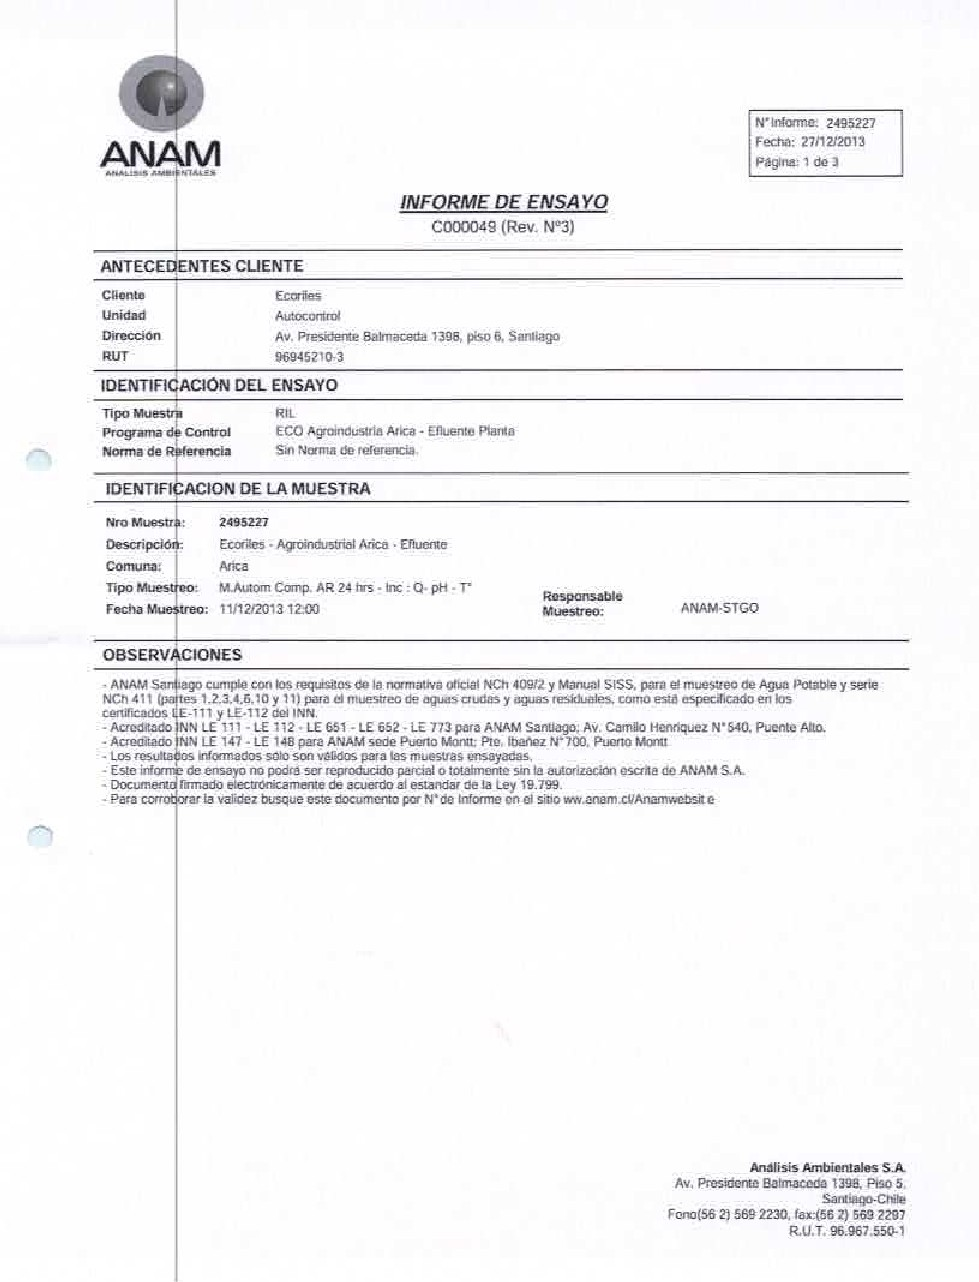 ANAM
ANALISIS AMBIENTALES
N° Informe: 2495227
Fecha: 27/12/2013
Página: 1 de 3
INFORME DE ENSAYO
C000049 (Rev. N°3)
ANTECEDENTES CLIENTE
Cliente Ecoriles
Unidad Autocontrol
Dirección Av. Presidente Balmaceda 1398, piso 6, Santiago
RUT 96945210-3
IDENTIFICACIÓN DEL ENSAYO
Tipo Muestra RIL
Programa de Control ECO Agroindustria Arica - Efluente Planta
Norma de Referencia Sin Norma de referencia.
IDENTIFICACION DE LA MUESTRA
Nro Muestra: 2495227
Descripción: Ecoriles - Agroindustrial Arica - Efluente
Comuna: Arica
Tipo Muestreo: M.Autom Comp. AR 24 hrs - Inc : Q- pH - T°
Fecha Muestreo: 11/12/2013 12:00 Responsable Muestreo: ANAM-STGO
OBSERVACIONES
- ANAM Santiago cumple con los requisitos de la normativa oficial NCh 409/2 y Manual SISS, para el muestreo de Agua Potable y serie
NCh 411 (partes 1,2,3,4,6,10 y 11) para el muestreo de aguas crudas y aguas residuales, como está especificado en los
certificados LE-111 y LE-112 del INN.
- Acreditado INN LE 111 - LE 112 - LE 651 - LE 652 - LE 773 para ANAM Santiago; Av. Camilo Henriquez N°540, Puente Alto.
- Acreditado INN LE 147 - LE 148 para ANAM sede Puerto Montt; Pte. Ibañez N°700, Puerto Montt
- Los resultados informados sólo son válidos para las muestras ensayadas.
- Este informe de ensayo no podrá ser reproducido parcial o totalmente sin la autorización escrita de ANAM S.A.
- Documento firmado electrónicamente de acuerdo al estandar de la Ley 19.799.
- Para corroborar la validez busque este documento por N° de Informe en el sitio ww.anam.cl/Anamwebsite
Análisis Ambientales S.A.
Av. Presidente Balmaceda 1398, Piso 5,
Santiago-Chile
Fono(56 2) 569 2230, fax:(56 2) 569 2297
R.U.T. 96.967.550-1